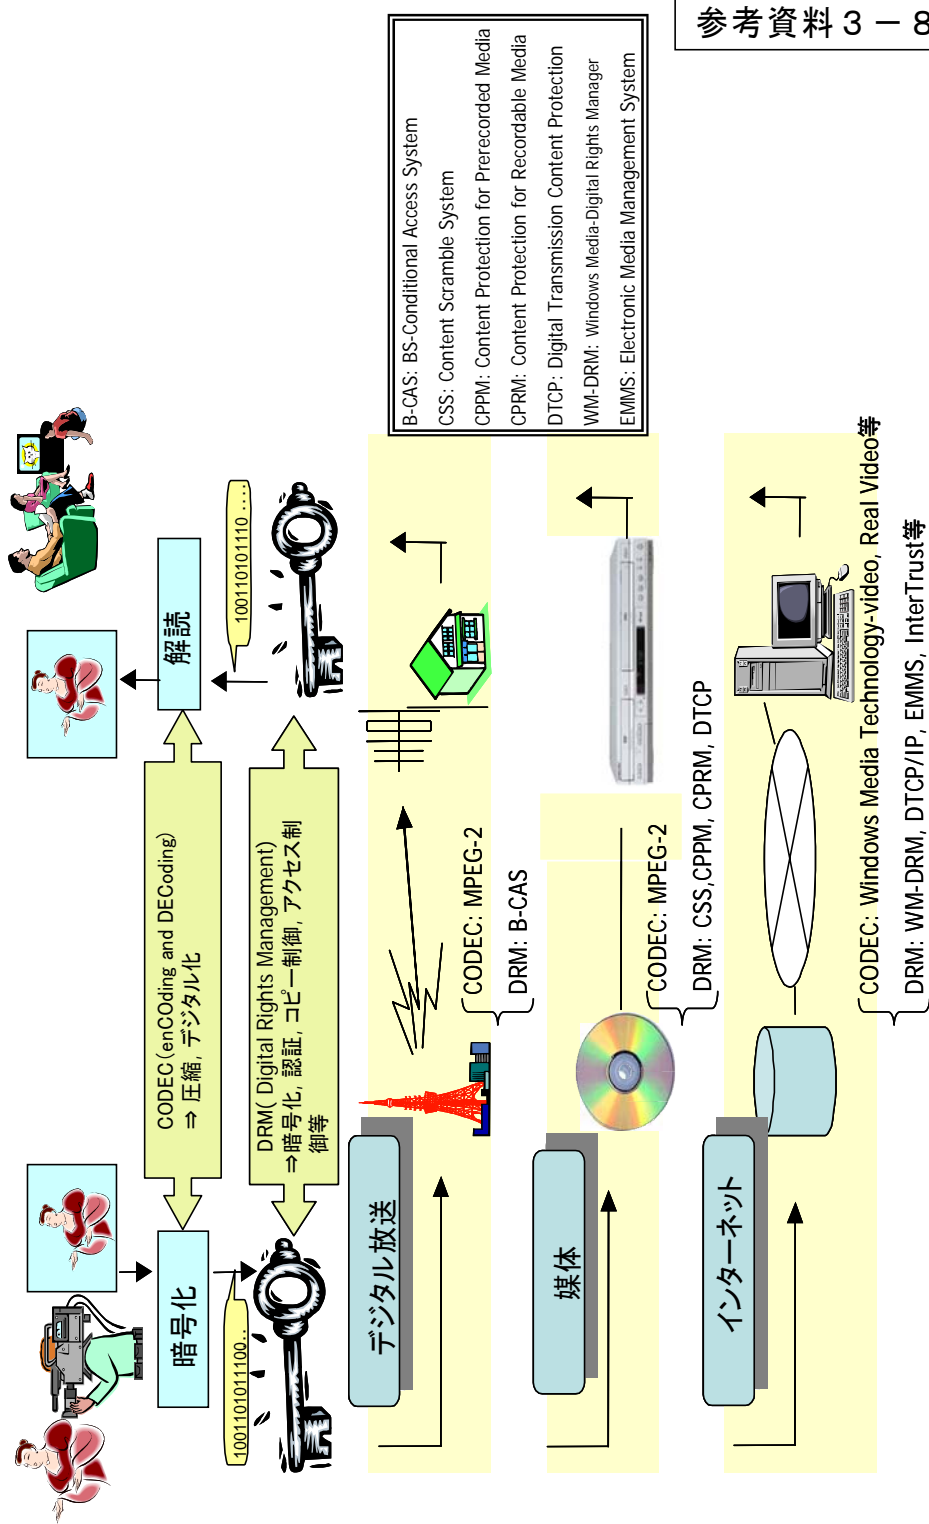 参考資料３－８
暗号化
1001101011100..
CODEC(enCOding and DECoding)
⇒ 圧縮, デジタル化
DRM( Digital Rights Management)
⇒暗号化, 認証, コピー制御, アクセス制
御等
解読
100110101110 ....
デジタル放送
CODEC: MPEG-2
DRM: B-CAS
媒体
CODEC: MPEG-2
DRM: CSS,CPPM, CPRM, DTCP
インターネット
CODEC: Windows Media Technology-video, Real Video等
DRM: WM-DRM, DTCP/IP, EMMS, InterTrust等
B-CAS: BS-Conditional Access System
CSS: Content Scramble System
CPPM: Content Protection for Prerecorded Media
CPRM: Content Protection for Recordable Media
DTCP: Digital Transmission Content Protection
WM-DRM: Windows Media-Digital Rights Manager
EMMS: Electronic Media Management System